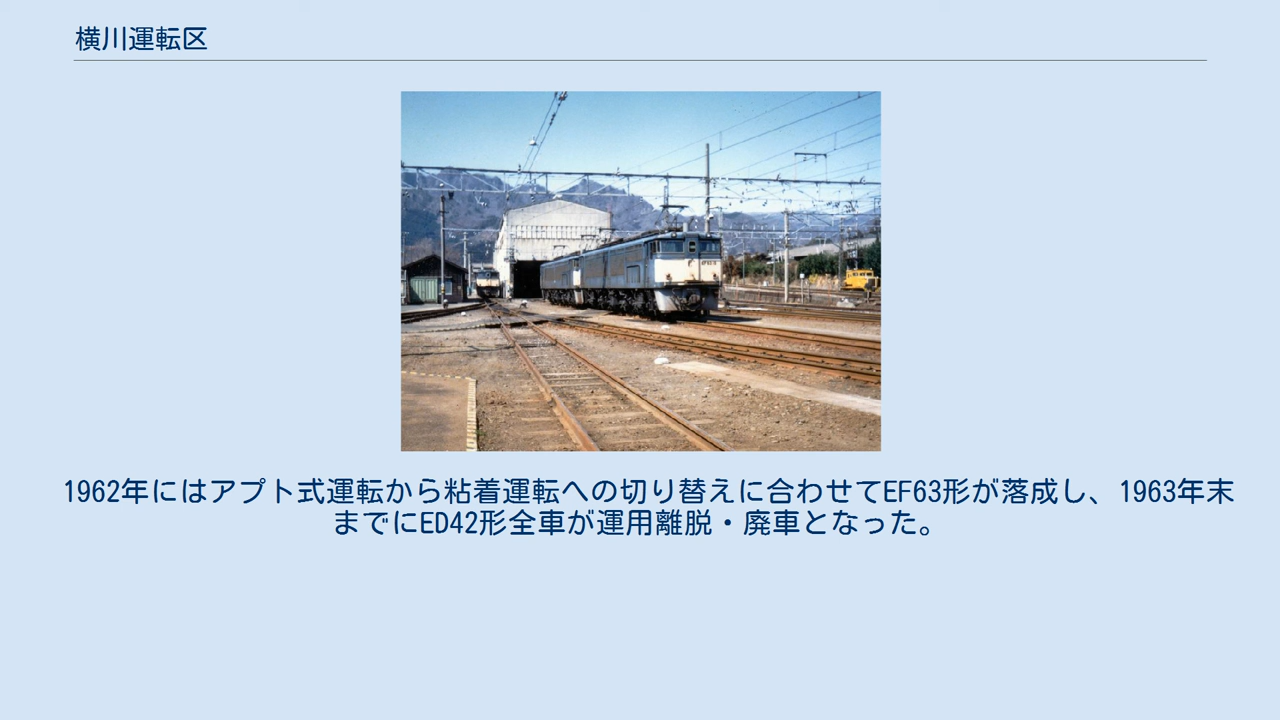 横川運転区
1962年にはアプト式運転から粘着運転への切り替えに合わせてEF63形が落成し、1963年末
までにED42形全車が運用離脱・廃車となった。